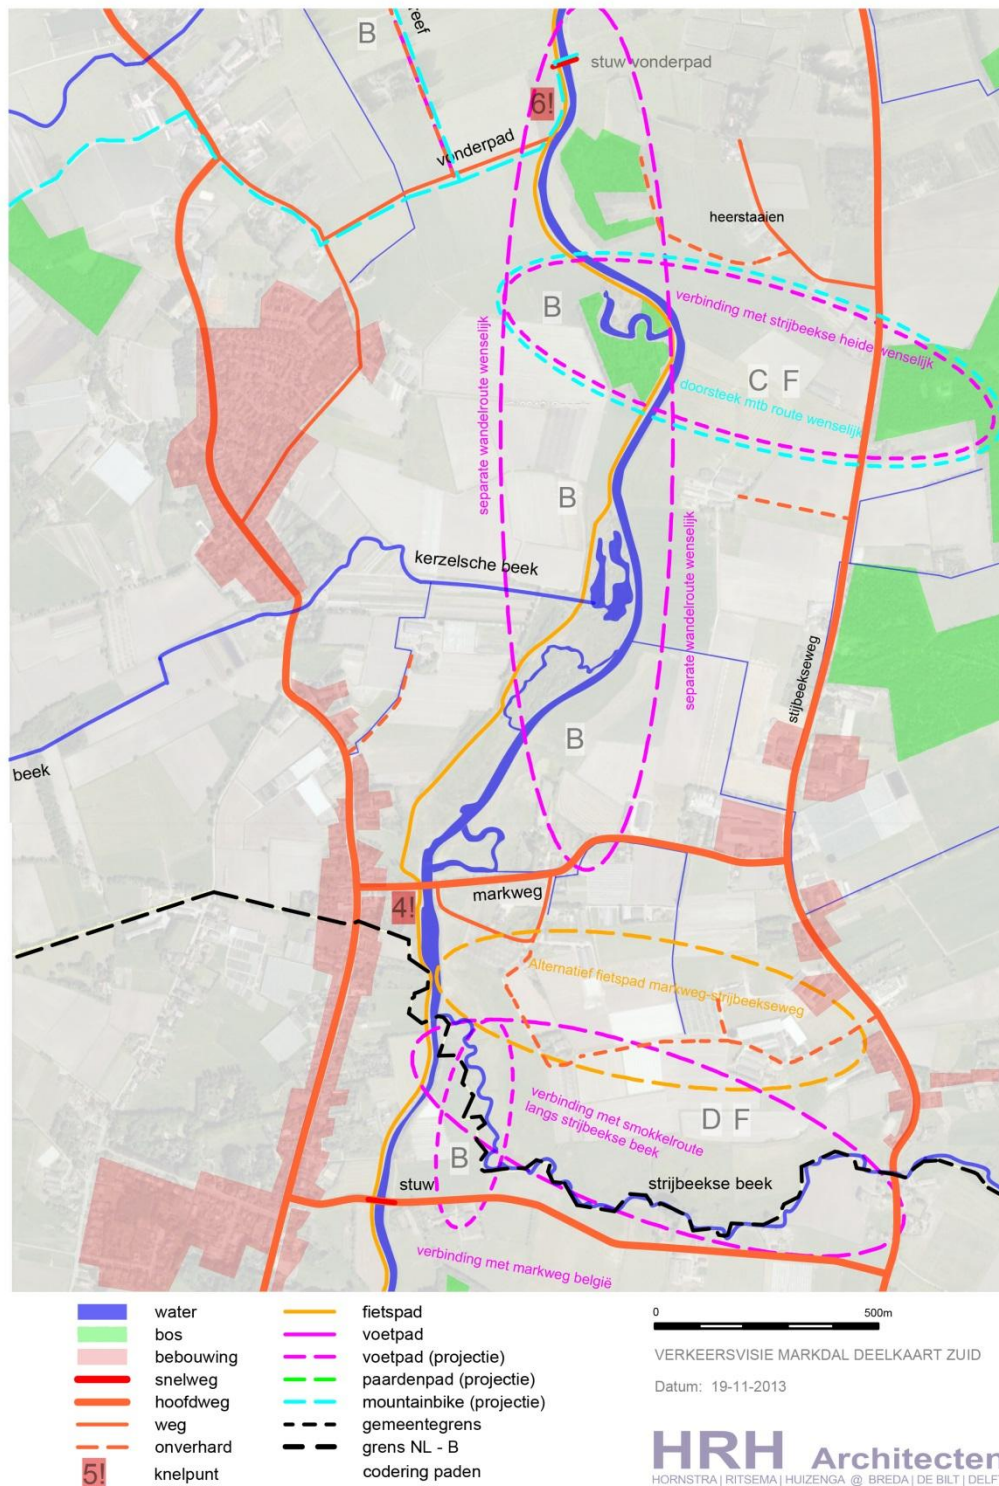 B
reef
stuw vonderpad
6!
vonderpad
heerstaaien
verbinding met strijbeekse heide wenselijk
B
C F
doorsteek mtb route wenselijk
separate wandelroute wenselijk
B
kerzelsche beek
separate wandelroute wenselijk
stijbeekseweg
B
beek
markweg
4!
Alternatief fietspad markweg-strijbeekseweg
D F
verbinding met smokkelroute
langs strijbeekse beek
B
stuw
strijbeekse beek
verbinding met markweg belgië
water
bos
bebouwing
snelweg
hoofdweg
weg
onverhard
5! knelpunt
fietspad
voetpad
voetpad (projectie)
paardenpad (projectie)
mountainbike (projectie)
gemeentegrens
grens NL - B
codering paden
0 500m
VERKEERSVISIE MARKDAL DEELKAART ZUID
Datum: 19-11-2013
HRH Architecten
HORNSTRA | RITSEMA | HUIZENGA @ BREDA | DE BILT | DELF